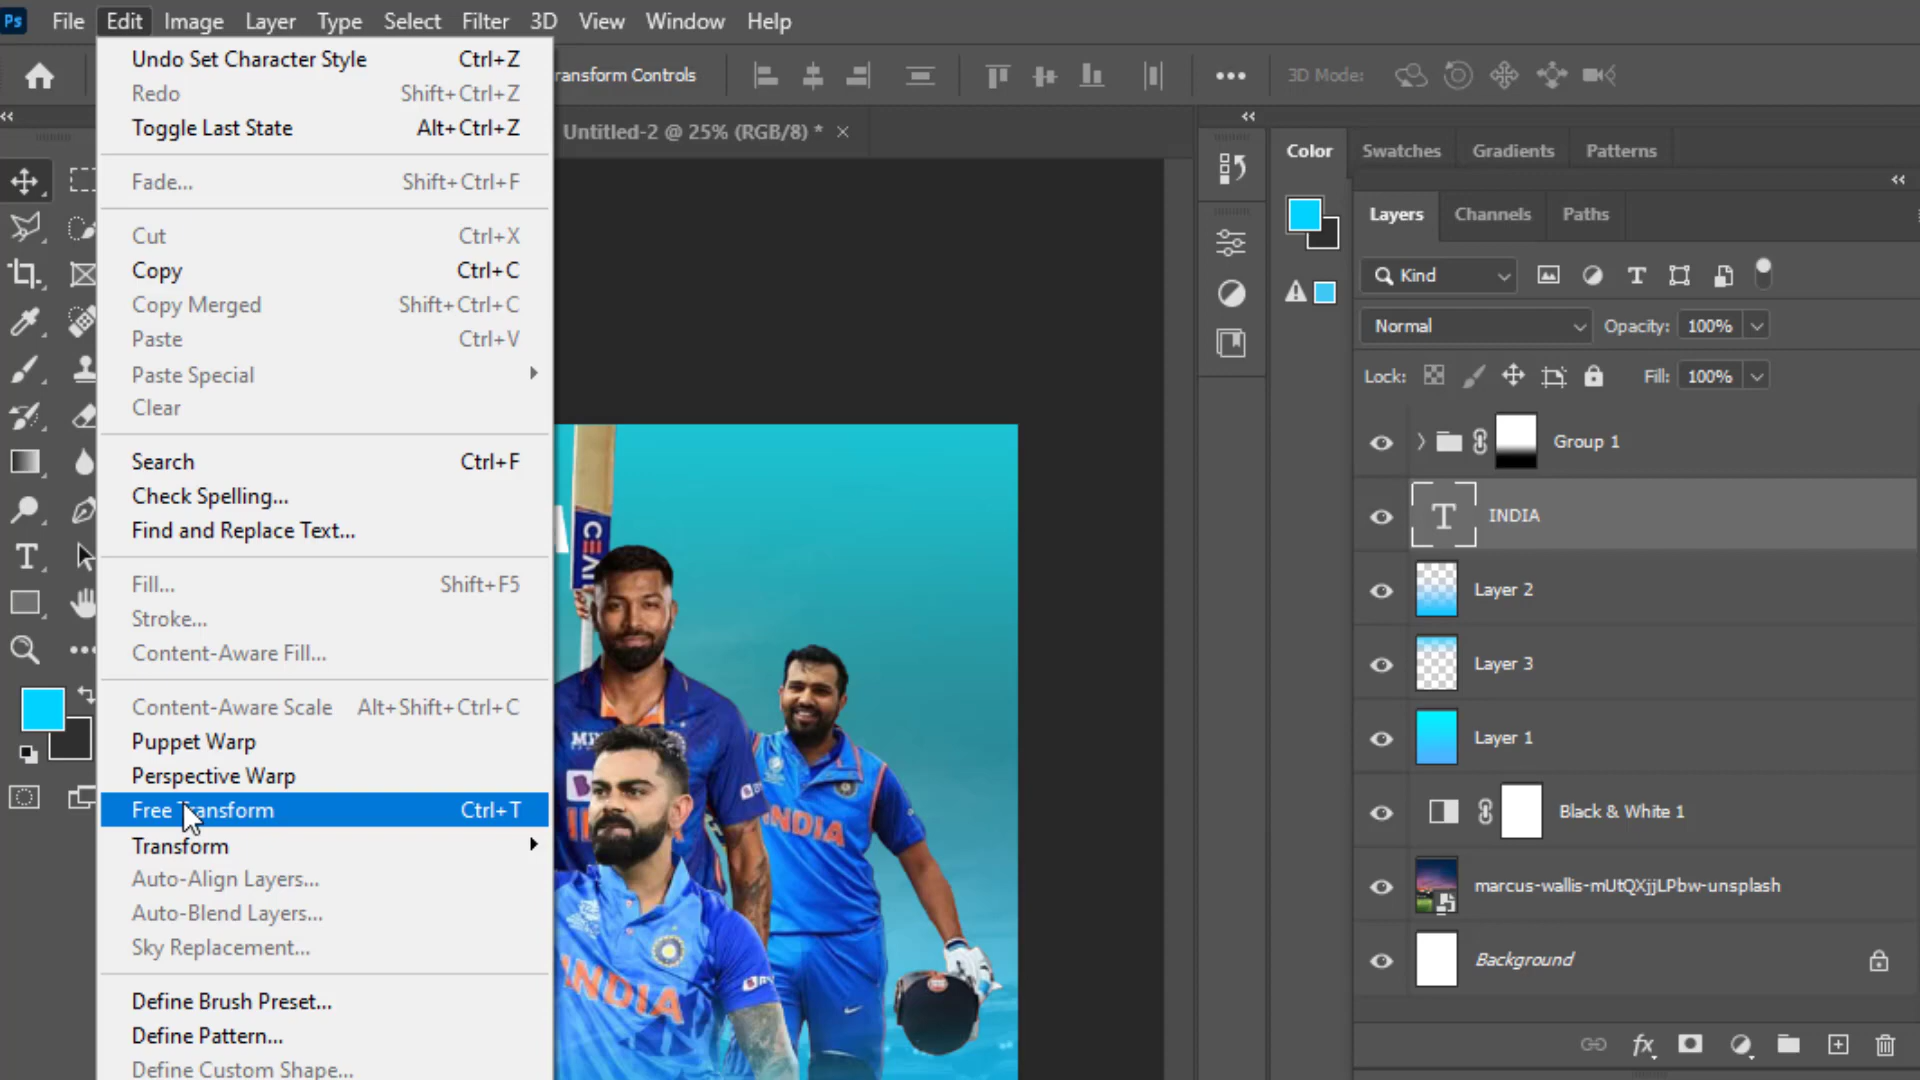 Ps File Edit Image Layer Type Select Filter 3D View Window Help
Undo Set Character Style Ctrl+Z
Redo Shift+Ctrl+Z
Toggle Last State Alt+Ctrl+Z
Fade... Shift+Ctrl+F
Cut Ctrl+X
Copy Ctrl+C
Copy Merged Shift+Ctrl+C
Paste Ctrl+V
Paste Special
Clear
Search Ctrl+F
Check Spelling...
Find and Replace Text...
Fill... Shift+F5
Stroke...
Content-Aware Fill...
Content-Aware Scale Alt+Shift+Ctrl+C
Puppet Warp
Perspective Warp
Free Transform Ctrl+T
Transform
Auto-Align Layers...
Auto-Blend Layers...
Sky Replacement...
Define Brush Preset...
Define Pattern...
Define Custom Shape...
ransform Controls
3D Mode:
Untitled-2 @ 25% (RGB/8) *
CEAT
INDIA
INDIA
Color Swatches Gradients Patterns
Layers Channels Paths
Kind
Normal Opacity: 100%
Lock: Fill: 100%
Group 1
T INDIA
Layer 2
Layer 3
Layer 1
Black & White 1
marcus-wallis-mUtQXjjLPbw-unsplash
Background
fx